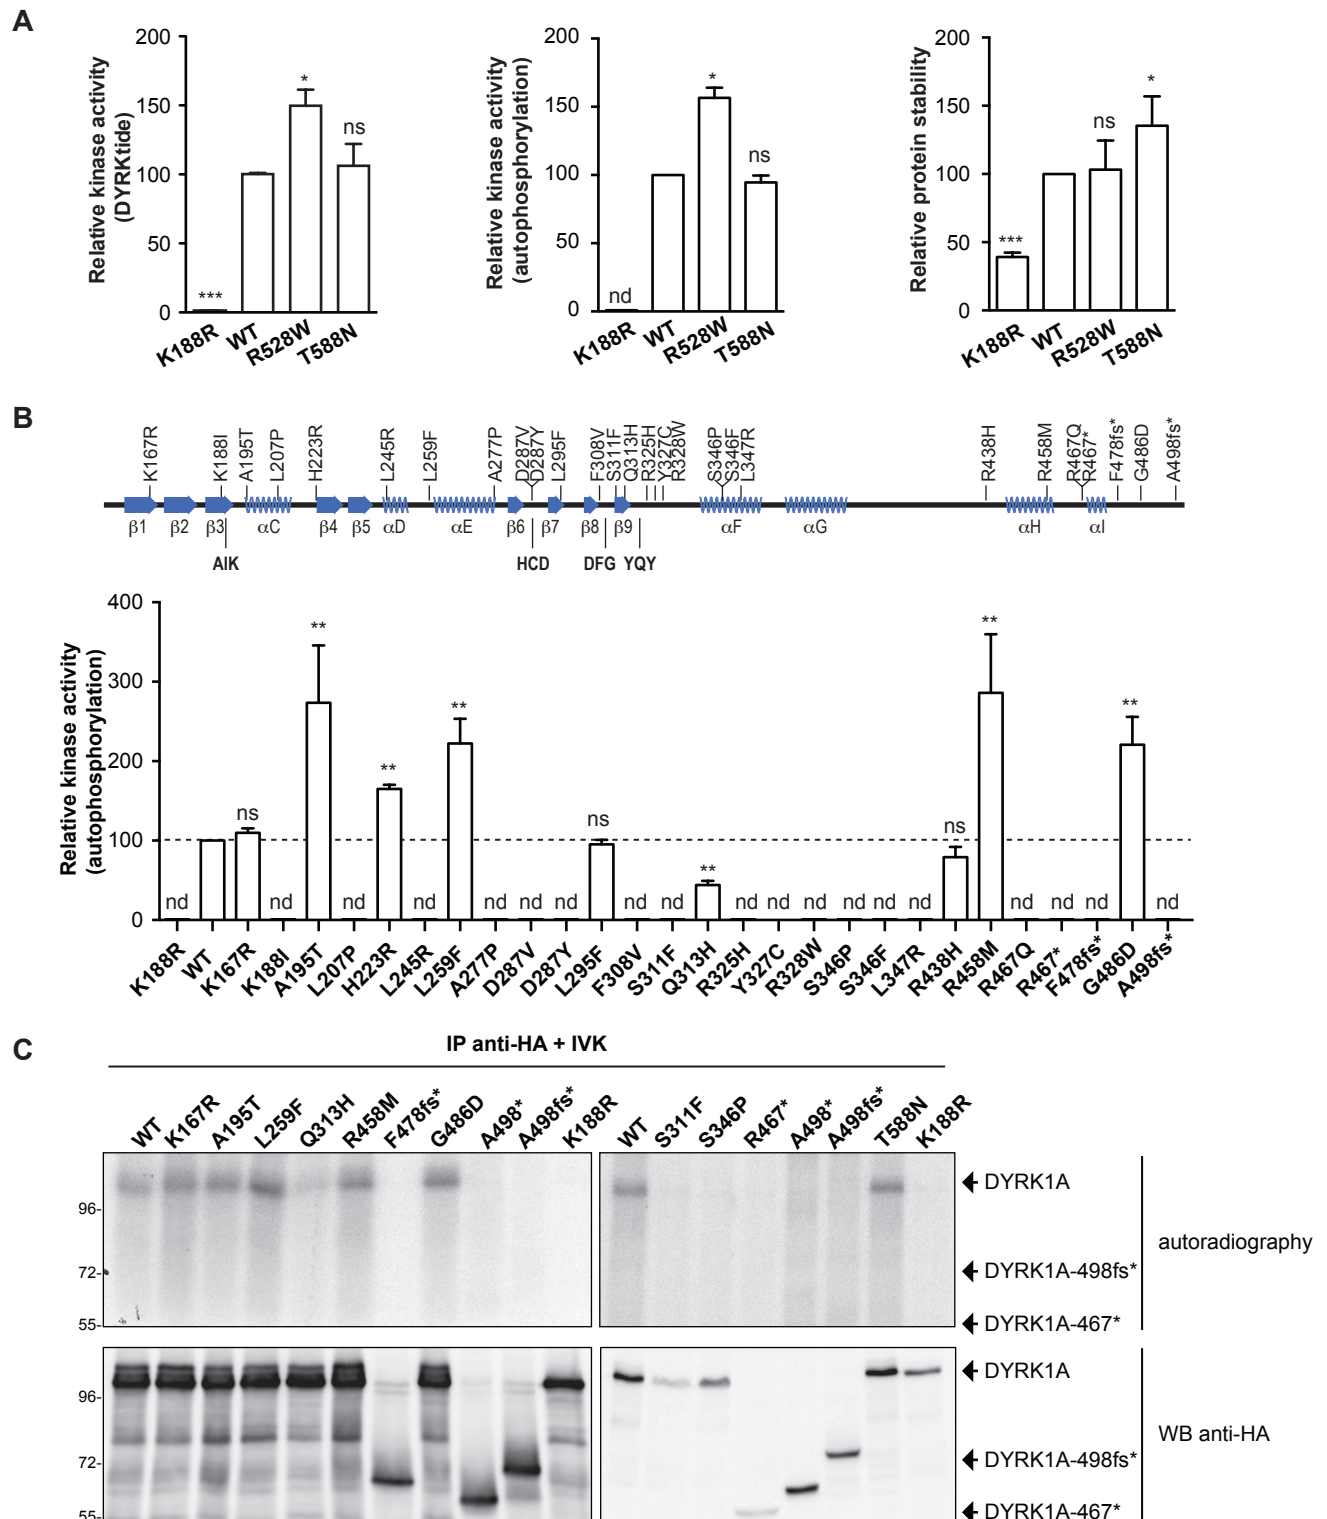 A
Relative kinase activity
(DYRKtide)
200
150
100
50
0
***
*
ns
K188R
WT
R528W
T588N
Relative kinase activity
(autophosphorylation)
200
150
100
50
0
nd
*
ns
K188R
WT
R528W
T588N
Relative protein stability
200
150
100
50
0
***
ns
*
K188R
WT
R528W
T588N
B
K167R
K188I
A195T
L207P
H223R
L245R
L259F
A277P
D287V
D287Y
L295F
F308V
S311F
Q313H
R325H
Y327C
R328W
S346P
S346F
L347R
R438H
R458M
R467Q
R467*
F478fs*
G486D
A498fs*
β1 β2 β3 αC β4 β5 αD αE β6 β7 β8 β9 αF αG αH αI
AIK HCD DFG YQY
Relative kinase activity
(autophosphorylation)
400
300
200
100
0
nd ns nd ** nd ** nd ** nd nd nd ns nd nd ** nd nd nd nd nd nd ns ** nd nd nd ** nd
K188R
WT
K167R
K188I
A195T
L207P
H223R
L245R
L259F
A277P
D287V
D287Y
L295F
F308V
S311F
Q313H
R325H
Y327C
R328W
S346P
S346F
L347R
R438H
R458M
R467Q
R467*
F478fs*
G486D
A498fs*
C
IP anti-HA + IVK
WT
K167R
A195T
L259F
Q313H
R458M
F478fs*
G486D
A498*
A498fs*
K188R
WT
S311F
S346P
R467*
A498*
A498fs*
T588N
K188R
96-
72-
55-
DYRK1A
DYRK1A-498fs*
DYRK1A-467*
autoradiography
96-
72-
55-
DYRK1A
DYRK1A-498fs*
DYRK1A-467*
WB anti-HA